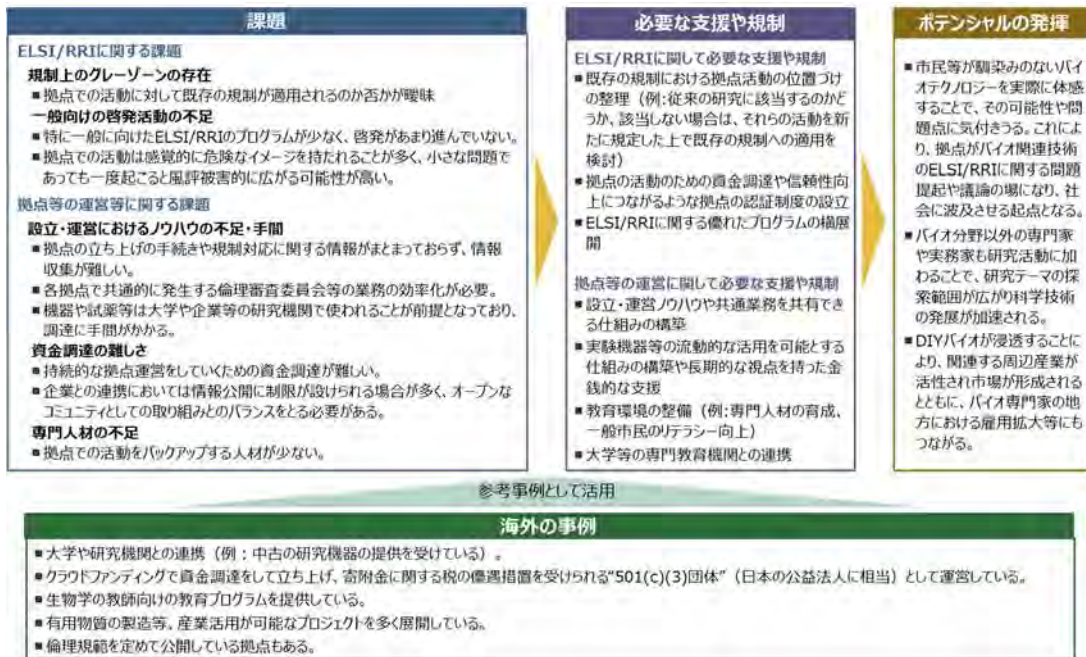 課題
ELSI/RRIに関する課題
規制上のグレーゾーンの存在
■拠点での活動に対して既存の規制が適用されるのか否かが曖昧
一般向けの啓発活動の不足
■特に一般に向けたELSI/RRIのプログラムが少なく、啓発があまり進んでいない。
■拠点での活動は感覚的に危険なイメージを持たれることが多く、小さな問題で
あっても一度起こると風評被害的に広がる可能性が高い。
拠点等の運営等に関する課題
設立・運営におけるノウハウの不足・手間
■拠点の立ち上げの手続きや規制対応に関する情報がまとまっておらず、情報
収集が難しい。
■各拠点で共通的に発生する倫理審査委員会等の業務の効率化が必要。
■機器や試薬等は大学や企業等の研究機関で使われることが前提となっており、
調達に手間がかかる。
資金調達の難しさ
■持続的な拠点運営をしていくための資金調達が難しい。
■企業との連携においては情報公開に制限が設けられる場合が多く、オープンな
コミュニティとしての取り組みとのバランスをとる必要がある。
専門人材の不足
■拠点での活動をバックアップする人材が少ない。
必要な支援や規制
ELSI/RRIに関して必要な支援や規制
■既存の規制における拠点活動の位置づけ
の整理（例:従来の研究に該当するのかど
うか、該当しない場合は、それらの活動を新
たに規定した上で既存の規制への適用を
検討）
■拠点の活動のための資金調達や信頼性向
上につながるような拠点の認証制度の設立
■ELSI/RRIに関する優れたプログラムの横展
開
拠点等の運営に関して必要な支援や規制
■設立・運営ノウハウや共通業務を共有でき
る仕組みの構築
■実験機器等の流動的な活用を可能とする
仕組みの構築や長期的な視点を持った金
銭的な支援
■教育環境の整備（例:専門人材の育成、
一般市民のリテラシー向上）
■大学等の専門教育機関との連携
ポテンシャルの発揮
■市民等が馴染みのないバイ
オテクノロジーを実際に体感
することで、その可能性や問
題点に気付きうる。これによ
り、拠点がバイオ関連技術
のELSI/RRIに関する問題
提起や議論の場になり、社
会に波及させる起点となる。
■バイオ分野以外の専門家
や実務家も研究活動に加
わることで、研究テーマの探
索範囲が広がり科学技術
の発展が加速される。
■DIYバイオが浸透することに
より、関連する周辺産業が
活性され市場が形成される
とともに、バイオ専門家の地
方における雇用拡大等にも
つながる。
参考事例として活用
海外の事例
■大学や研究機関との連携（例：中古の研究機器の提供を受けている）。
■クラウドファンディングで資金調達をして立ち上げ、寄附金に関する税の優遇措置を受けられる“501(c)(3)団体”（日本の公益法人に相当）として運営している。
■生物学の教師向けの教育プログラムを提供している。
■有用物質の製造等、産業活用が可能なプロジェクトを多く展開している。
■倫理規範を定めて公開している拠点もある。